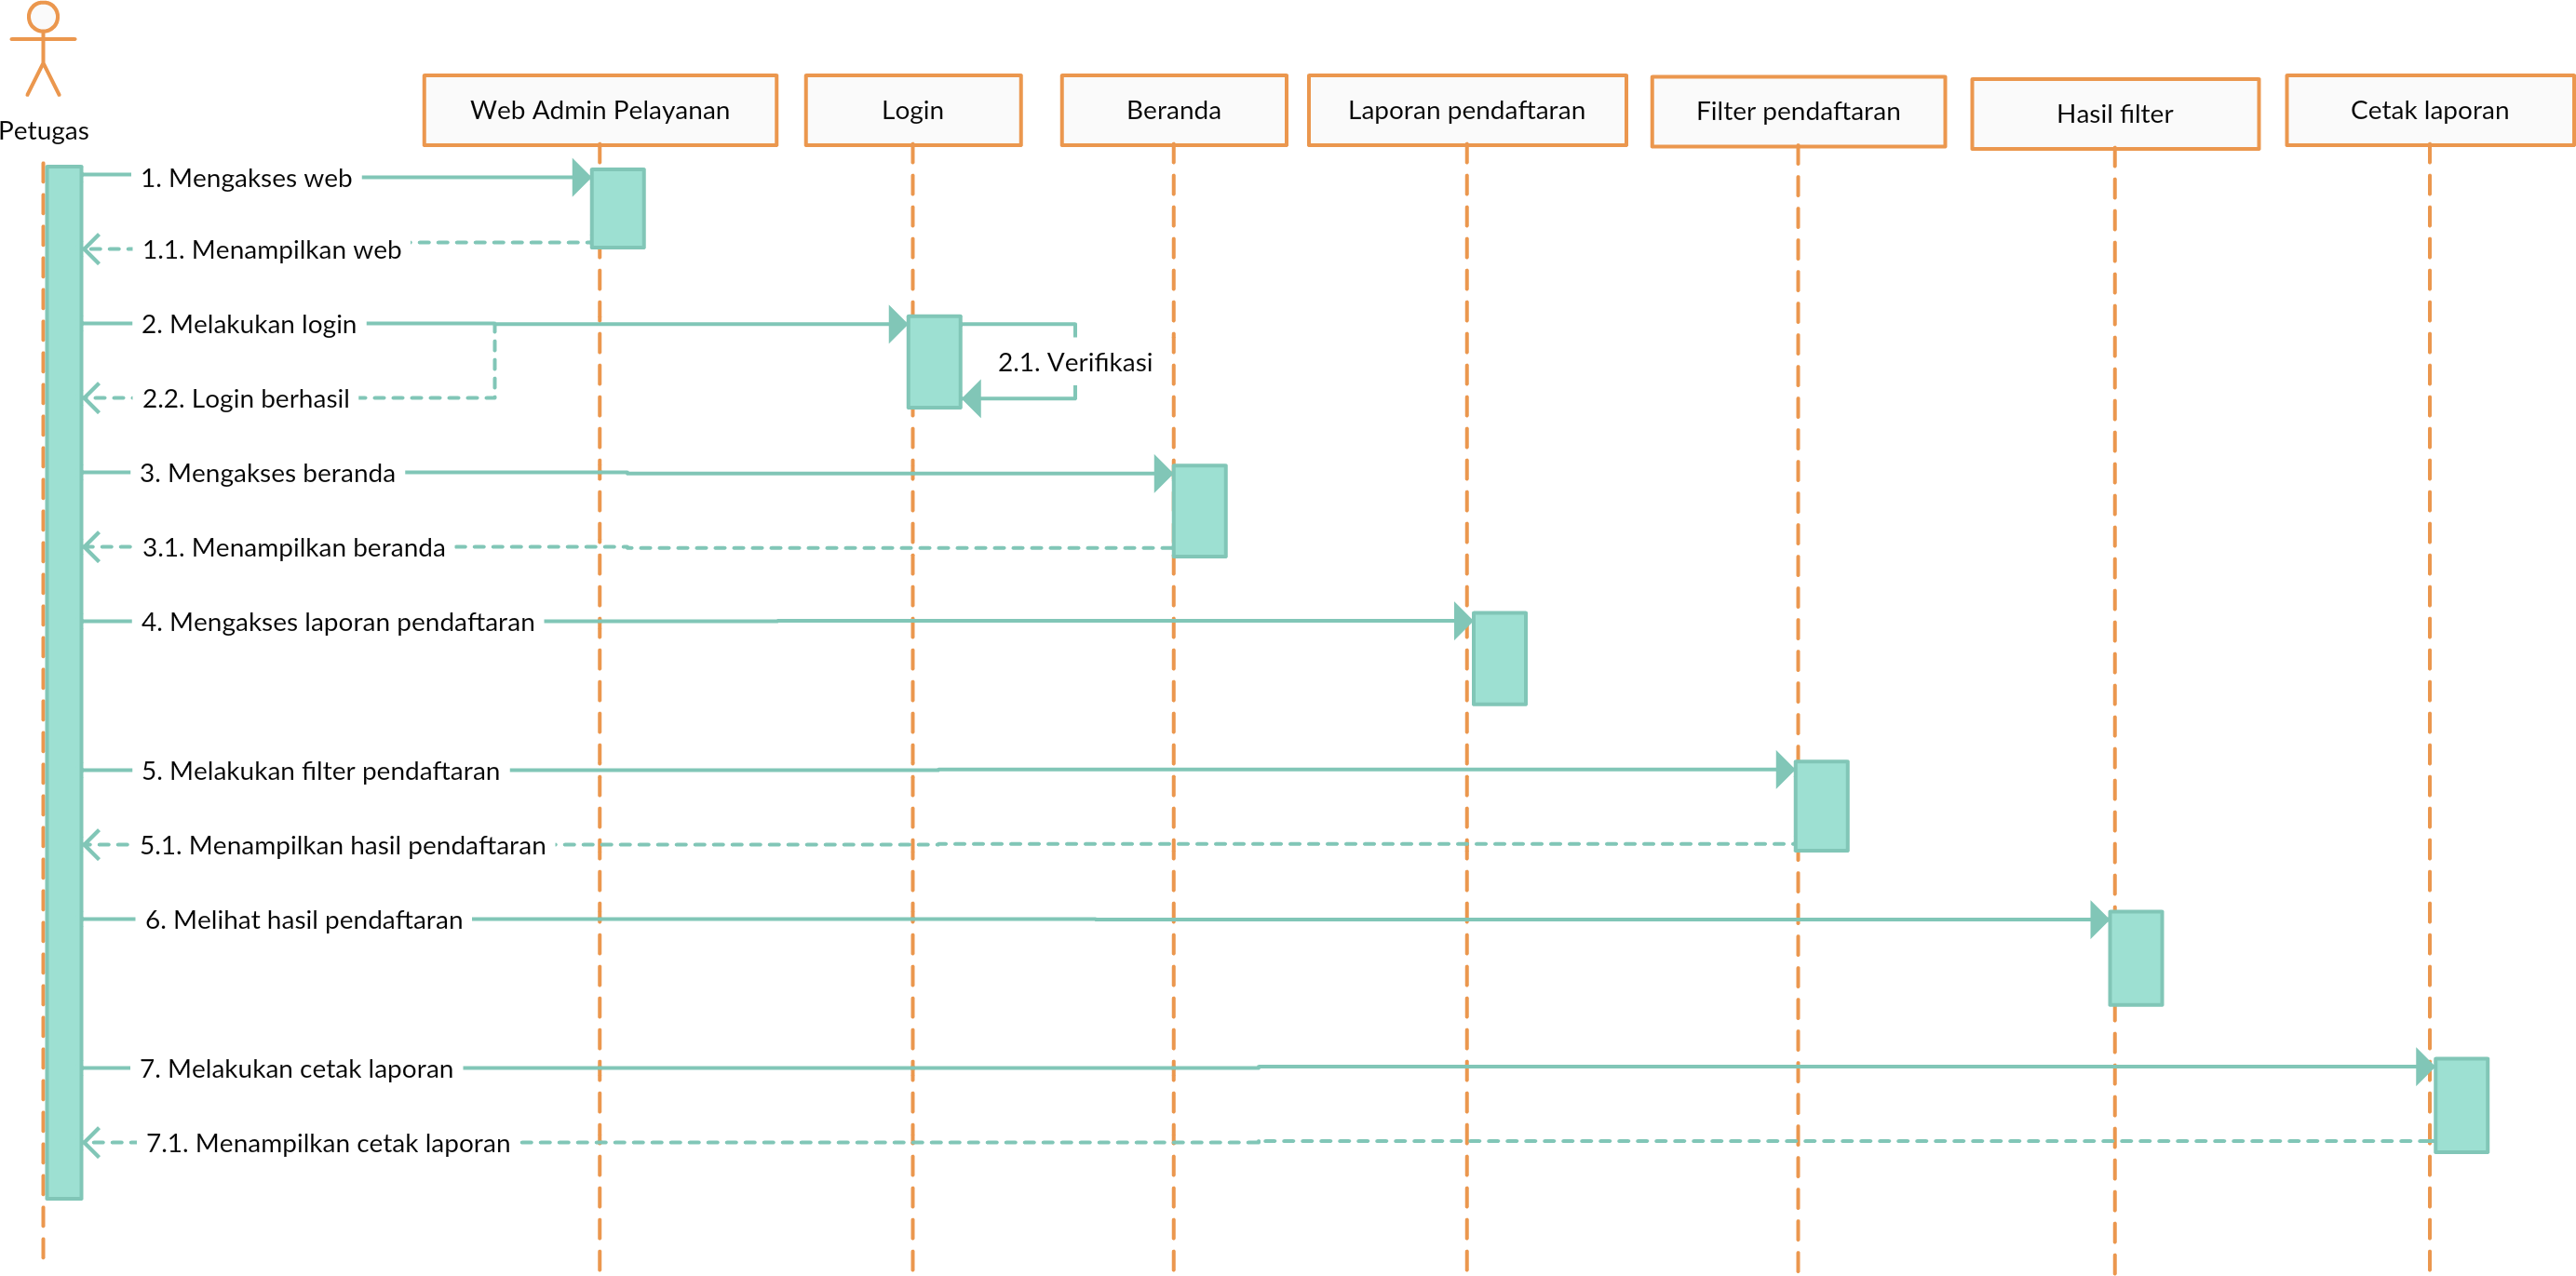 Petugas
Web Admin Pelayanan
Login
Beranda
Laporan pendaftaran
Filter pendaftaran
Hasil filter
Cetak laporan
1. Mengakses web
1.1. Menampilkan web
2. Melakukan login
2.1. Verifikasi
2.2. Login berhasil
3. Mengakses beranda
3.1. Menampilkan beranda
4. Mengakses laporan pendaftaran
5. Melakukan filter pendaftaran
5.1. Menampilkan hasil pendaftaran
6. Melihat hasil pendaftaran
7. Melakukan cetak laporan
7.1. Menampilkan cetak laporan